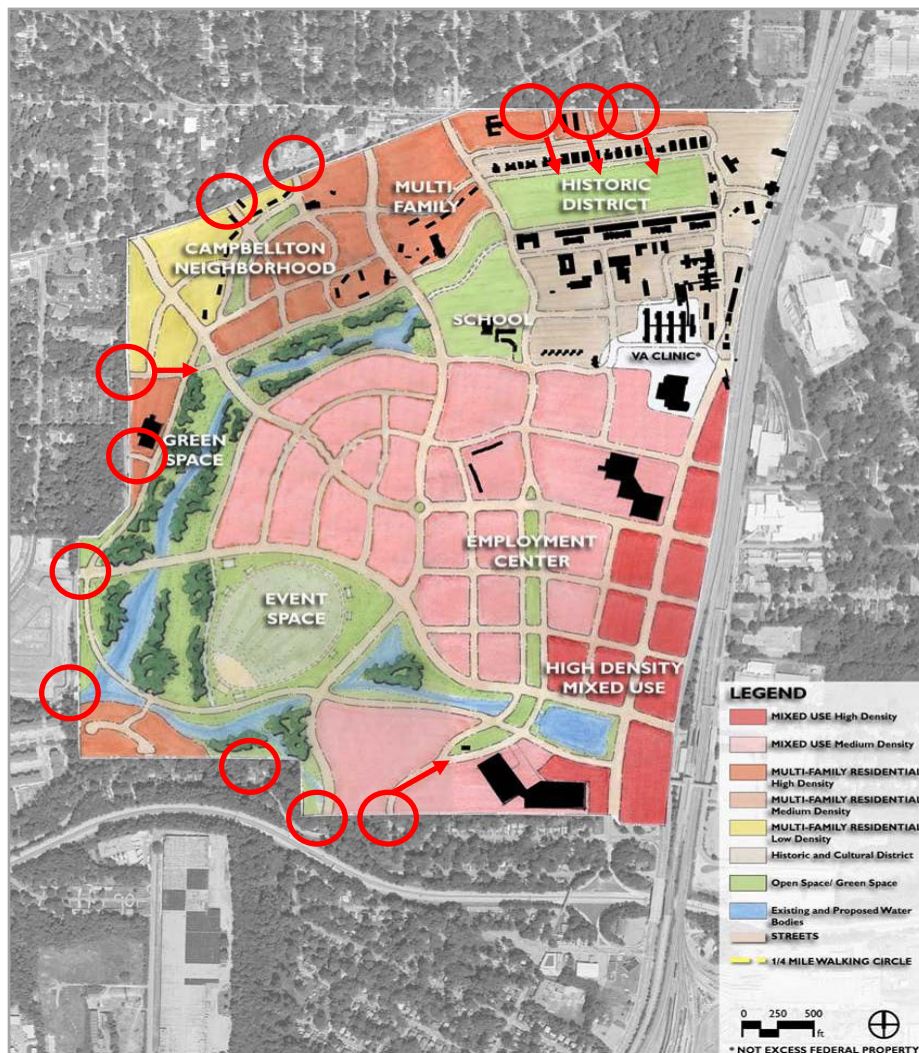 HISTORIC
DISTRICT
MULTI-
FAMILY
CAMPBELLTON
NEIGHBORHOOD
SCHOOL
VA CLINIC*
GREEN
SPACE
EMPLOYMENT
CENTER
EVENT
SPACE
HIGH DENSITY
MIXED USE
LEGEND
MIXED USE High Density
MIXED USE Medium Density
MULTI-FAMILY RESIDENTIAL
High Density
MULTI-FAMILY RESIDENTIAL
Medium Density
MULTI-FAMILY RESIDENTIAL
Low Density
Historic and Cultural District
Open Space/ Green Space
Existing and Proposed Water
Bodies
STREETS
1/4 MILE WALKING CIRCLE
0 250 500
ft
* NOT EXCESS FEDERAL PROPERTY